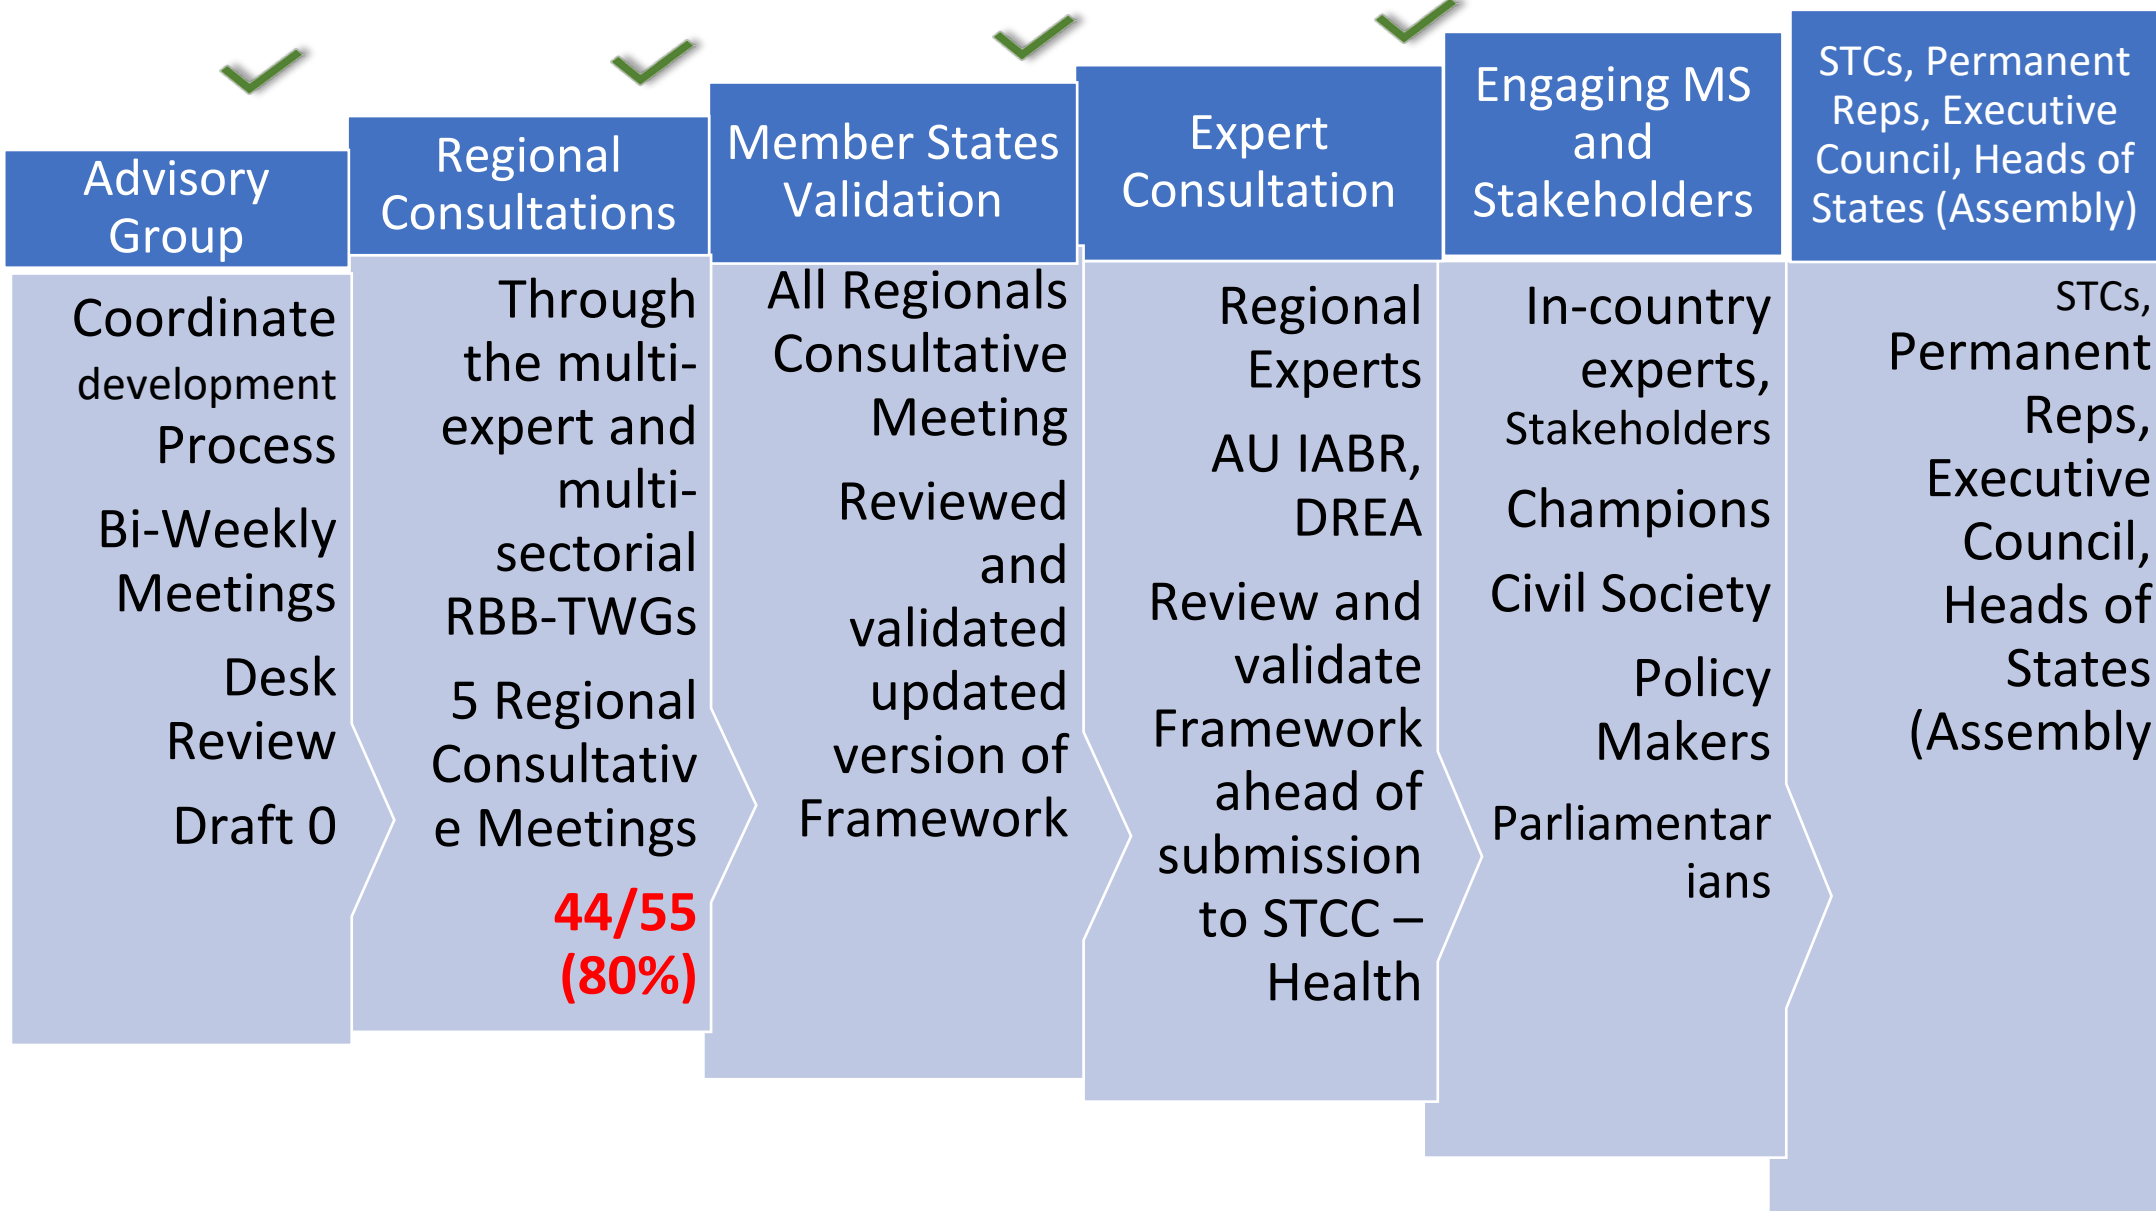 Advisory
Group
Coordinate
development
Process
Bi-Weekly
Meetings
Desk
Review
Draft 0
Regional
Consultations
Through
the multi-
expert and
multi-
sectorial
RBB-TWGs
5 Regional
Consultativ
e Meetings
44/55
(80%)
Member States
Validation
All Regionals
Consultative
Meeting
Reviewed
and
validated
updated
version of
Framework
Expert
Consultation
Regional
Experts
AU IABR,
DREA
Review and
validate
Framework
ahead of
submission
to STCC –
Health
Engaging MS
and
Stakeholders
In-country
experts,
Stakeholders
Champions
Civil Society
Policy
Makers
Parliamentar
ians
STCs, Permanent
Reps, Executive
Council, Heads of
States (Assembly)
STCs,
Permanent
Reps,
Executive
Council,
Heads of
States
(Assembly